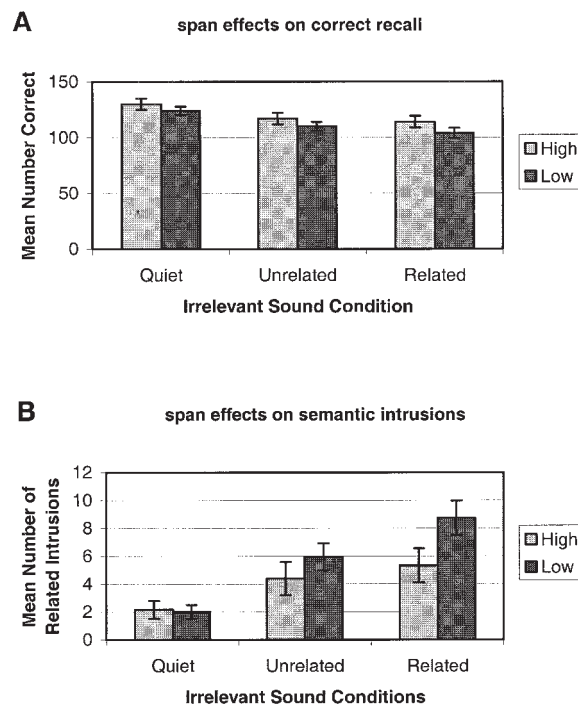 A
span effects on correct recall
Mean Number Correct
150
100
50
0
Quiet Unrelated Related
Irrelevant Sound Condition
High
Low
B
span effects on semantic intrusions
Mean Number of
Related Intrusions
12
10
8
6
4
2
0
Quiet Unrelated Related
Irrelevant Sound Conditions
High
Low